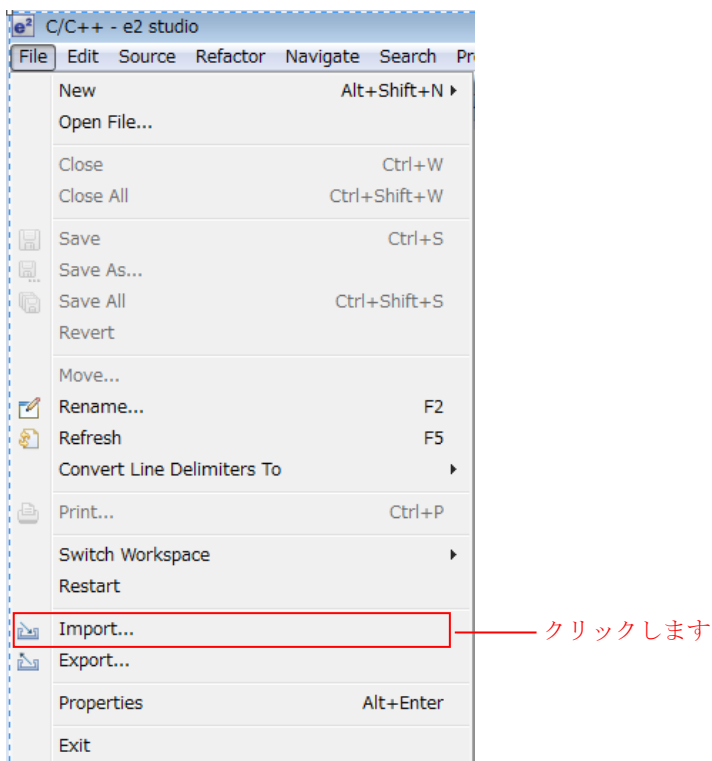 e² C/C++ - e2 studio
File Edit Source Refactor Navigate Search Pr
New Alt+Shift+N
Open File...
Close Ctrl+W
Close All Ctrl+Shift+W
Save Ctrl+S
Save As...
Save All Ctrl+Shift+S
Revert
Move...
Rename... F2
Refresh F5
Convert Line Delimiters To
Print... Ctrl+P
Switch Workspace
Restart
Import... クリックします
Export...
Properties Alt+Enter
Exit